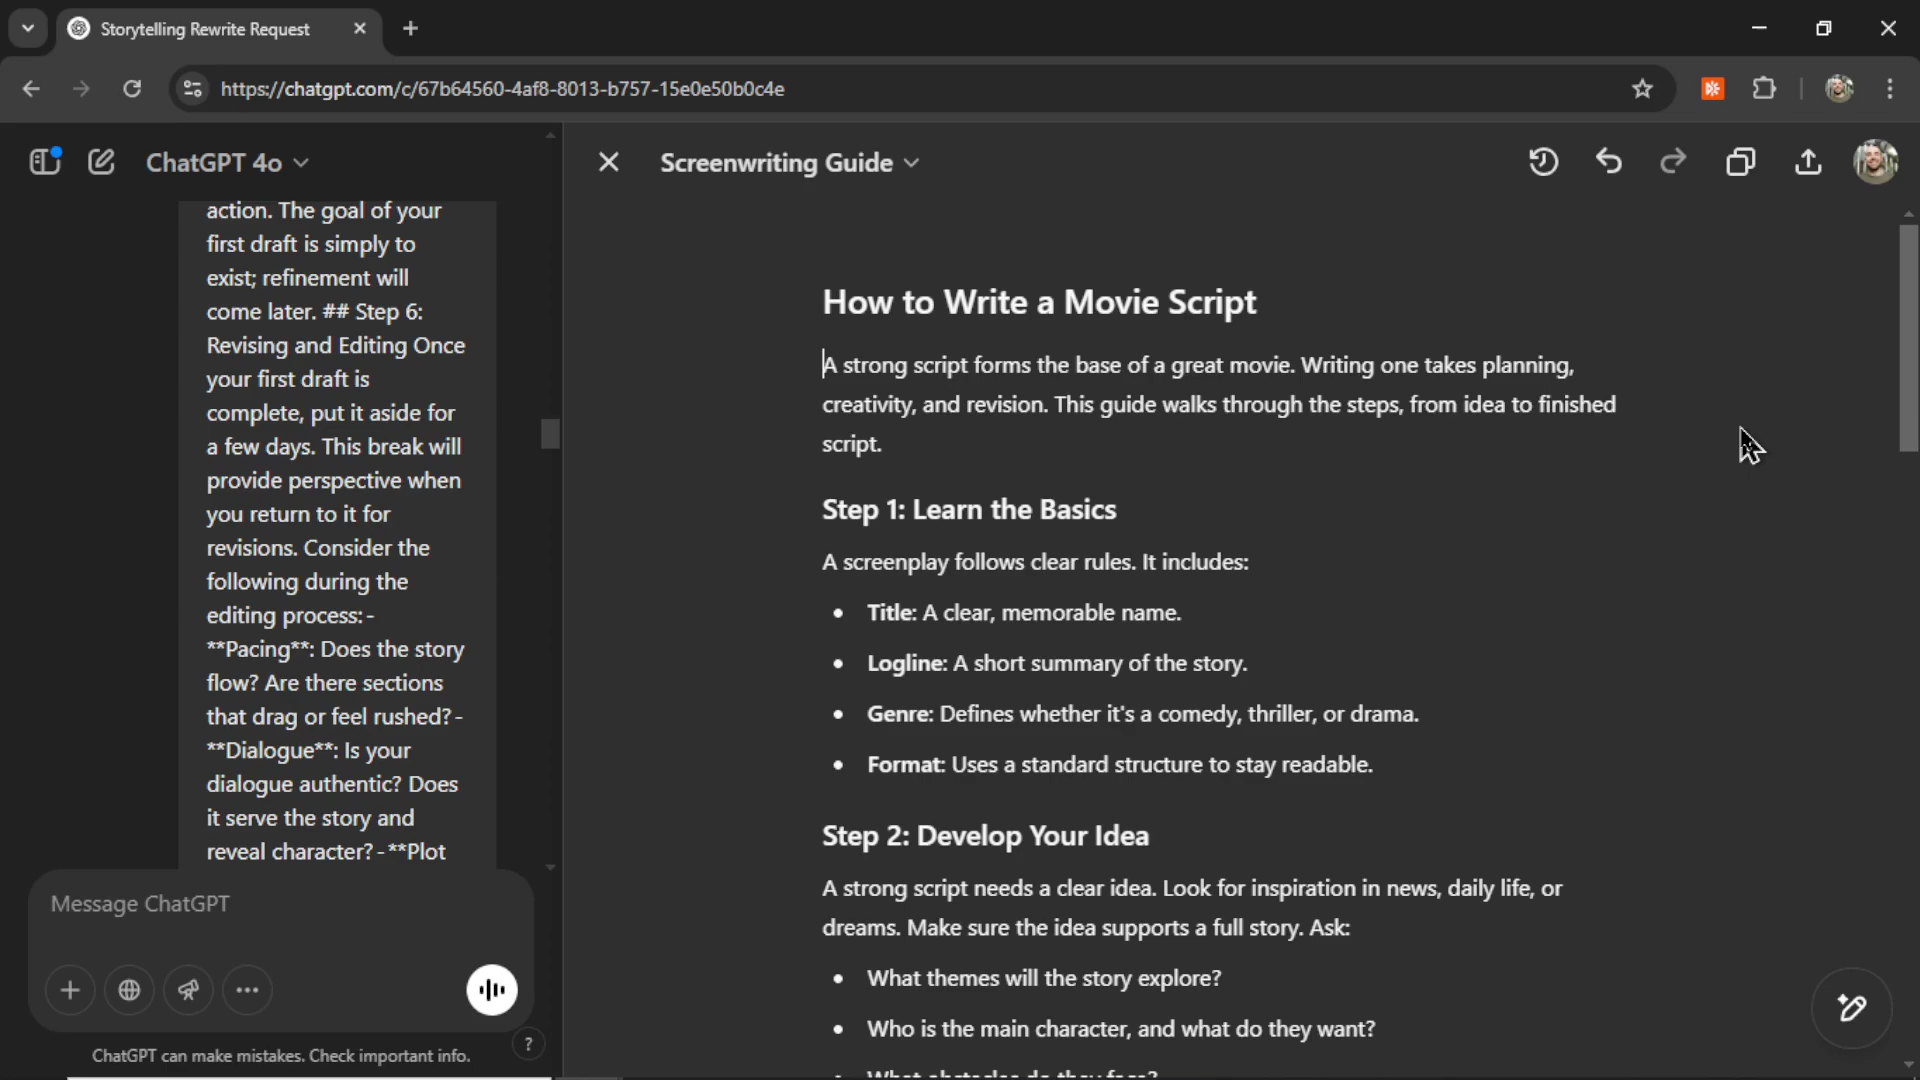 Storytelling Rewrite Request
https://chatgpt.com/c/67b64560-4af8-8013-b757-15e0e50b0c4e
ChatGPT 4o
action. The goal of your
first draft is simply to
exist; refinement will
come later. ## Step 6:
Revising and Editing Once
your first draft is
complete, put it aside for
a few days. This break will
provide perspective when
you return to it for
revisions. Consider the
following during the
editing process: -
**Pacing**: Does the story
flow? Are there sections
that drag or feel rushed? -
**Dialogue**: Is your
dialogue authentic? Does
it serve the story and
reveal character? - **Plot
Message ChatGPT
ChatGPT can make mistakes. Check important info.
?
Screenwriting Guide
How to Write a Movie Script
A strong script forms the base of a great movie. Writing one takes planning,
creativity, and revision. This guide walks through the steps, from idea to finished
script.
Step 1: Learn the Basics
A screenplay follows clear rules. It includes:
• Title: A clear, memorable name.
• Logline: A short summary of the story.
• Genre: Defines whether it's a comedy, thriller, or drama.
• Format: Uses a standard structure to stay readable.
Step 2: Develop Your Idea
A strong script needs a clear idea. Look for inspiration in news, daily life, or
dreams. Make sure the idea supports a full story. Ask:
• What themes will the story explore?
• Who is the main character, and what do they want?
• What obstacles do they face?